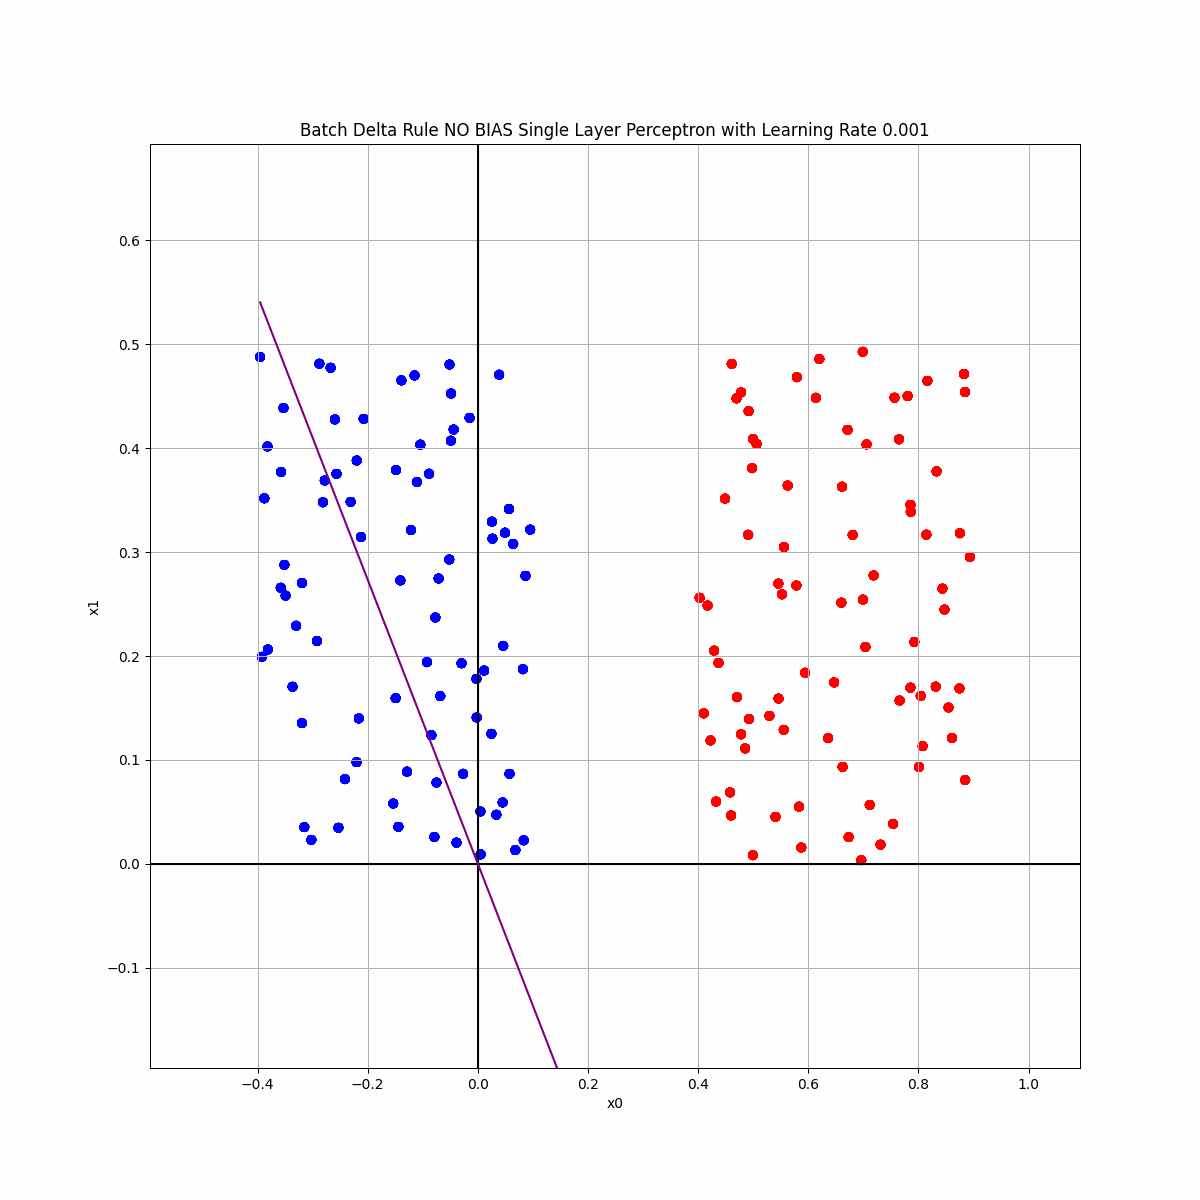 Batch Delta Rule NO BIAS Single Layer Perceptron with Learning Rate 0.001
0.6
0.5
0.4
0.3
0.2
0.1
0.0
−0.1
x1
−0.4 −0.2 0.0 0.2 0.4 0.6 0.8 1.0
x0